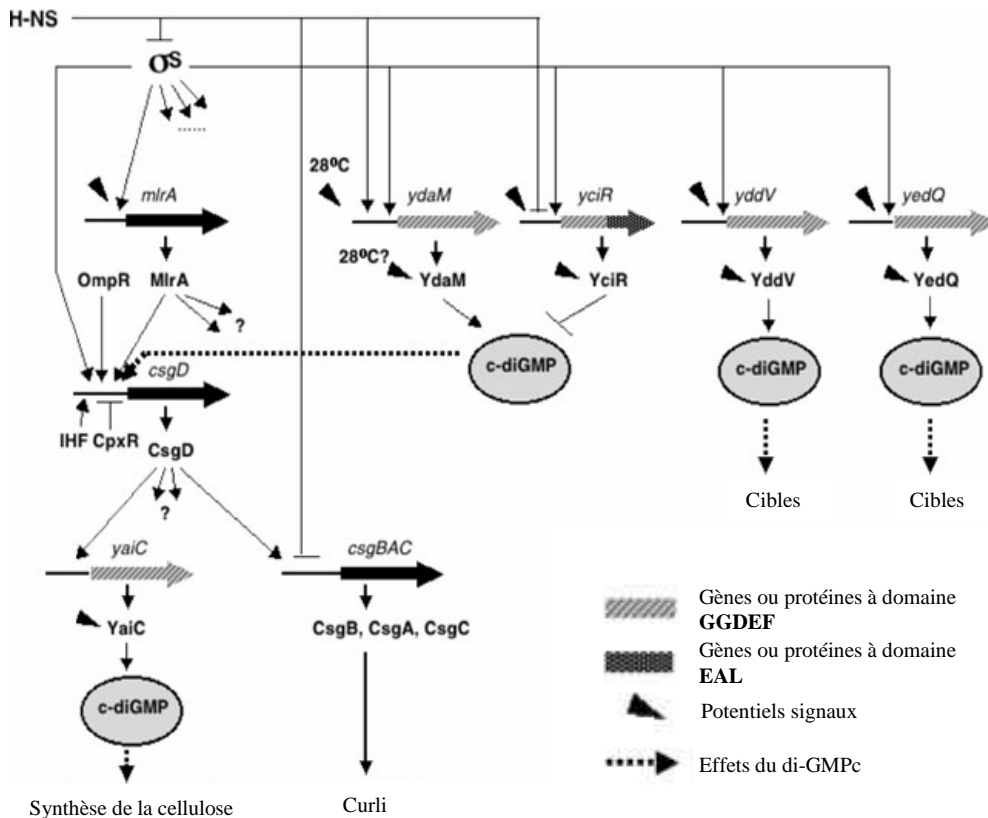 H-NS
σS
........
28ºC
mlrA
ydaM
yciR
yddV
yedQ
28ºC?
OmpR
MlrA
YdaM
YciR
YddV
YedQ
?
c-diGMP
c-diGMP
c-diGMP
csgD
IHF CpxR
CsgD
Cibles
Cibles
?
yaiC
csgBAC
YaiC
CsgB, CsgA, CsgC
c-diGMP
Gènes ou protéines à domaine
GGDEF
Gènes ou protéines à domaine
EAL
Potentiels signaux
Effets du di-GMPc
Synthèse de la cellulose
Curli